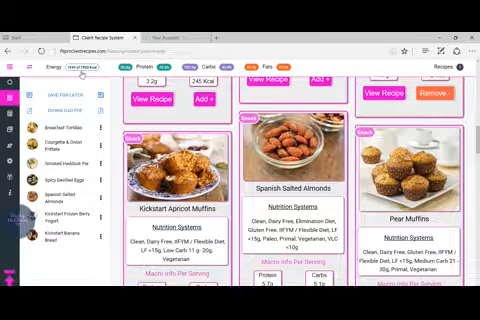 Start
Client Recipe System
Your Account
fitproclientrecipes.com
Energy
Protein
Carbs
Fats
Recipes
SAVE FOR LATER
DOWNLOAD PDF
Breakfast Tortillas
Courgette & Onion
Frittata
Smoked Haddock Pie
Spicy Devilled Eggs
Spanish Salted
Almonds
Kickstart Frozen Berry
Yogurt
Kickstart Banana
Bread
3.2g
245 Kcal
View Recipe
Add +
View Recipe
Add +
View Recipe
Remove -
Snack
Kickstart Apricot Muffins
Nutrition Systems
Clean, Dairy Free, IIFYM /
Flexible Diet, LF <15g,
Low Carb 11 g- 20g,
Vegetarian
Macro Info Per Serving
Snack
Spanish Salted Almonds
Nutrition Systems
Clean, Dairy Free, Elimination Diet,
Gluten Free, IIFYM / Flexible Diet, LF
<15g, Paleo, Primal, Vegetarian, VLC
<10g
Macro Info Per Serving
Protein
5.7g
Carbs
5.1g
Snack
Pear Muffins
Nutrition Systems
Clean, Dairy Free, Gluten
Free, IIFYM / Flexible Diet,
LF <15g, Medium Carb 21 -
30g, Primal, Vegetarian